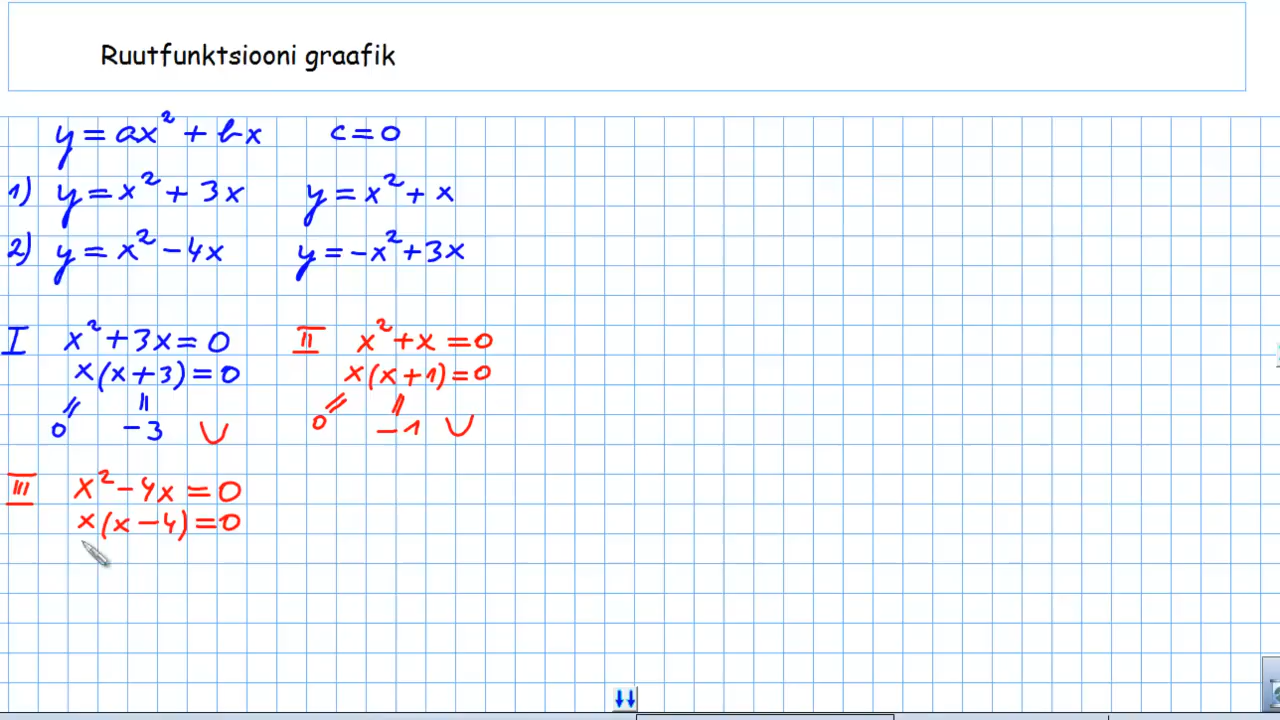 Ruutfunktsiooni graafik
y = ax² + bx c = 0
1) y = x² + 3x y = x² + x
2) y = x² - 4x y = -x² + 3x
I x² + 3x = 0
x(x + 3) = 0
= =
0 -3 ∪
II x² + x = 0
x(x + 1) = 0
= =
0 -1 ∪
III x² - 4x = 0
x(x - 4) = 0